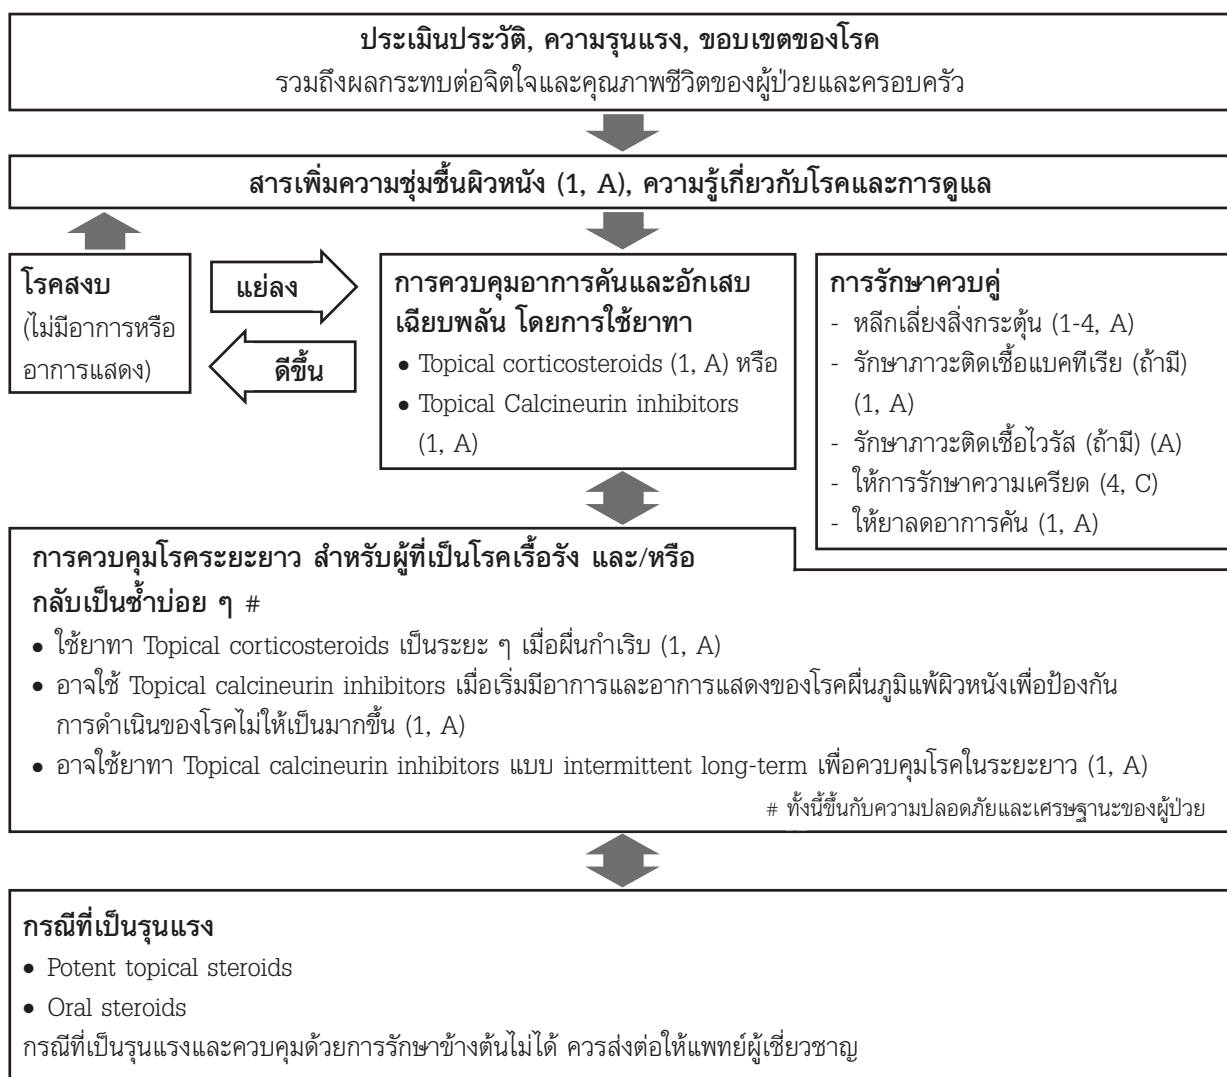 ประเมินประวัติ, ความรุนแรง, ขอบเขตของโรค
รวมถึงผลกระทบต่อจิตใจและคุณภาพชีวิตของผู้ป่วยและครอบครัว
สารเพิ่มความชุ่มชื้นผิวหนัง (1, A), ความรู้เกี่ยวกับโรคและการดูแล
โรคสงบ
(ไม่มีอาการหรือ
อาการแสดง)
แย่ลง
ดีขึ้น
การควบคุมอาการคันและอักเสบ
เฉียบพลัน โดยการใช้ยาทา
• Topical corticosteroids (1, A) หรือ
• Topical Calcineurin inhibitors
(1, A)
การรักษาควบคู่
- หลีกเลี่ยงสิ่งกระตุ้น (1-4, A)
- รักษาภาวะติดเชื้อแบคทีเรีย (ถ้ามี)
(1, A)
- รักษาภาวะติดเชื้อไวรัส (ถ้ามี) (A)
- ให้การรักษาความเครียด (4, C)
- ให้ยาลดอาการคัน (1, A)
การควบคุมโรคระยะยาว สำหรับผู้ที่เป็นโรคเรื้อรัง และ/หรือ
กลับเป็นซ้ำบ่อย ๆ #
• ใช้ยาทา Topical corticosteroids เป็นระยะ ๆ เมื่อผื่นกำเริบ (1, A)
• อาจใช้ Topical calcineurin inhibitors เมื่อเริ่มมีอาการและอาการแสดงของโรคผื่นภูมิแพ้ผิวหนังเพื่อป้องกัน
การดำเนินของโรคไม่ให้เป็นมากขึ้น (1, A)
• อาจใช้ยาทา Topical calcineurin inhibitors แบบ intermittent long-term เพื่อควบคุมโรคในระยะยาว (1, A)
# ทั้งนี้ขึ้นกับความปลอดภัยและเศรษฐานะของผู้ป่วย
กรณีที่เป็นรุนแรง
• Potent topical steroids
• Oral steroids
กรณีที่เป็นรุนแรงและควบคุมด้วยการรักษาข้างต้นไม่ได้ ควรส่งต่อให้แพทย์ผู้เชี่ยวชาญ